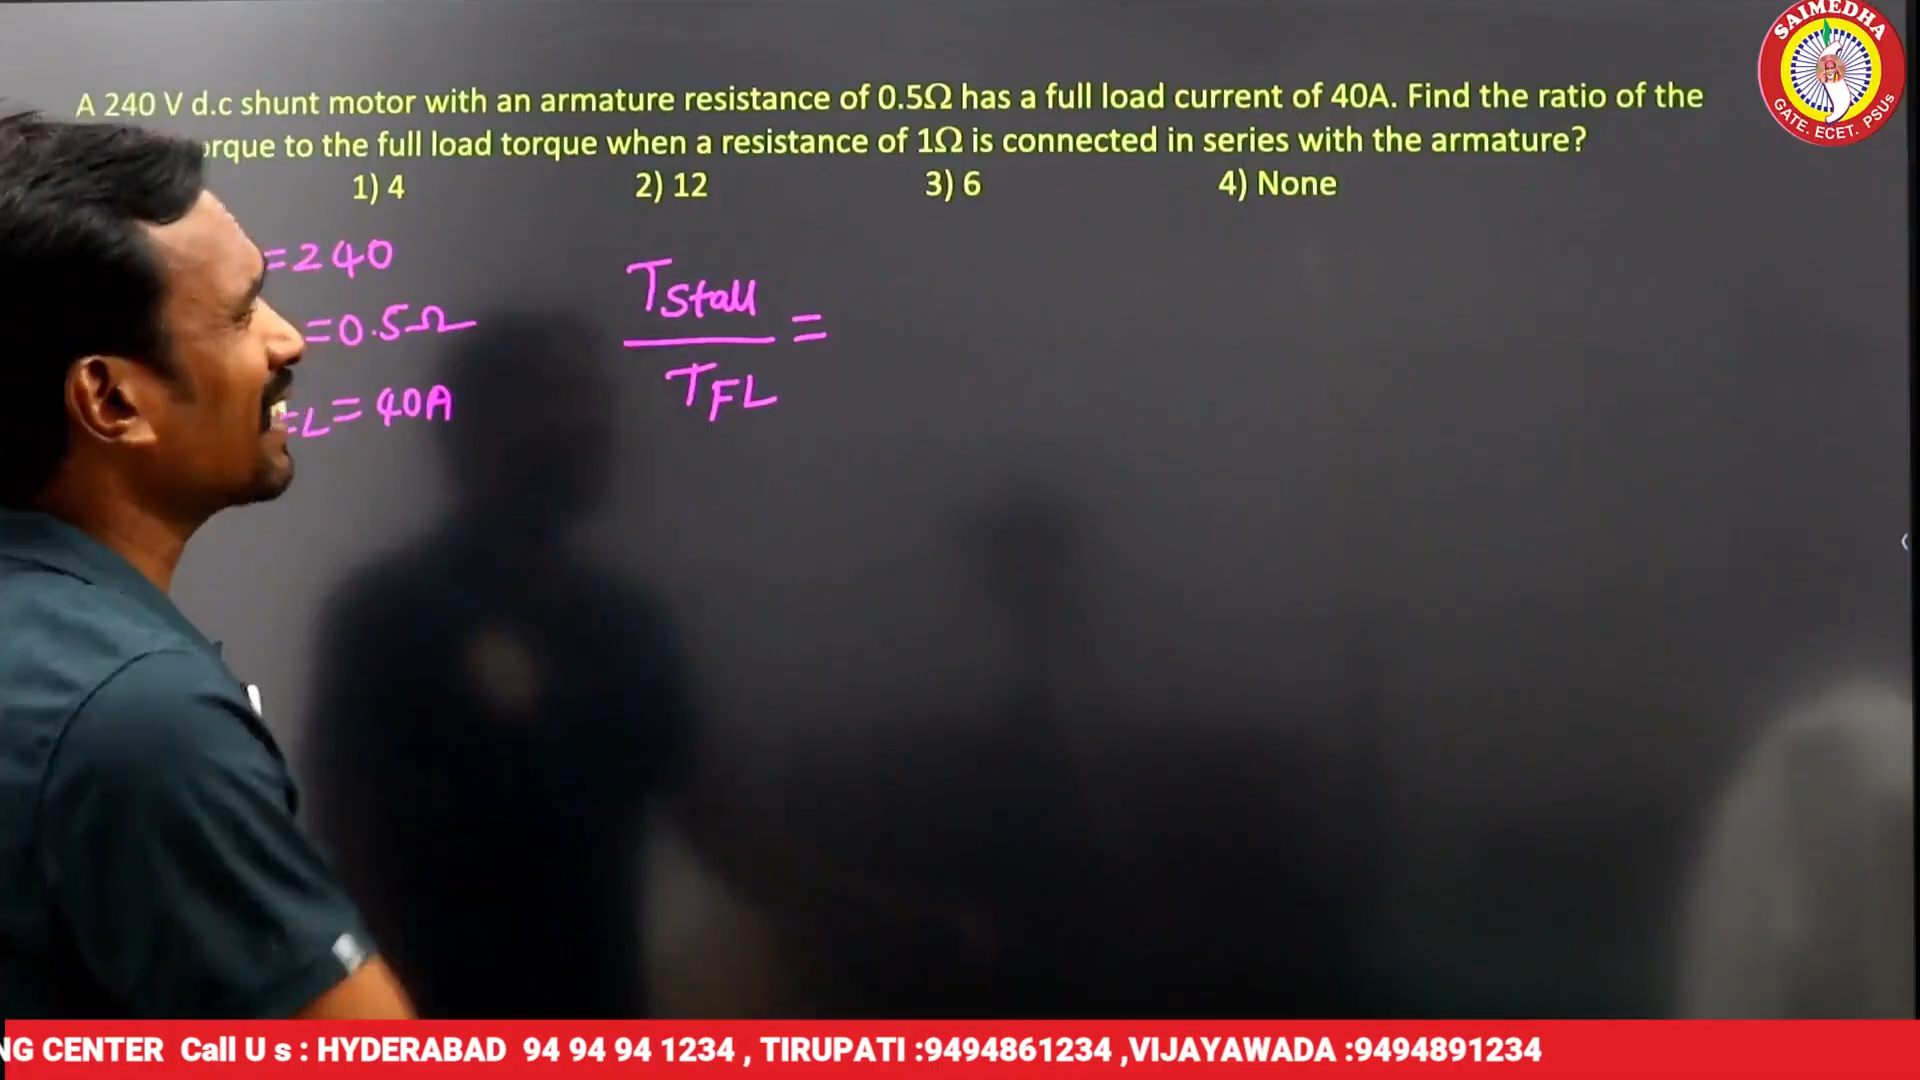 A 240 V d.c shunt motor with an armature resistance of 0.5Ω has a full load current of 40A. Find the ratio of the
to the full load torque when a resistance of 1Ω is connected in series with the armature?
1) 4 2) 12 3) 6 4) None
=240
=0.5Ω
L=40A
Tstall
=
TFL
SAIMEDHA
GATE. ECET. PSUs
CENTER Call U s : HYDERABAD 94 94 94 1234 , TIRUPATI :9494861234 ,VIJAYAWADA :9494891234